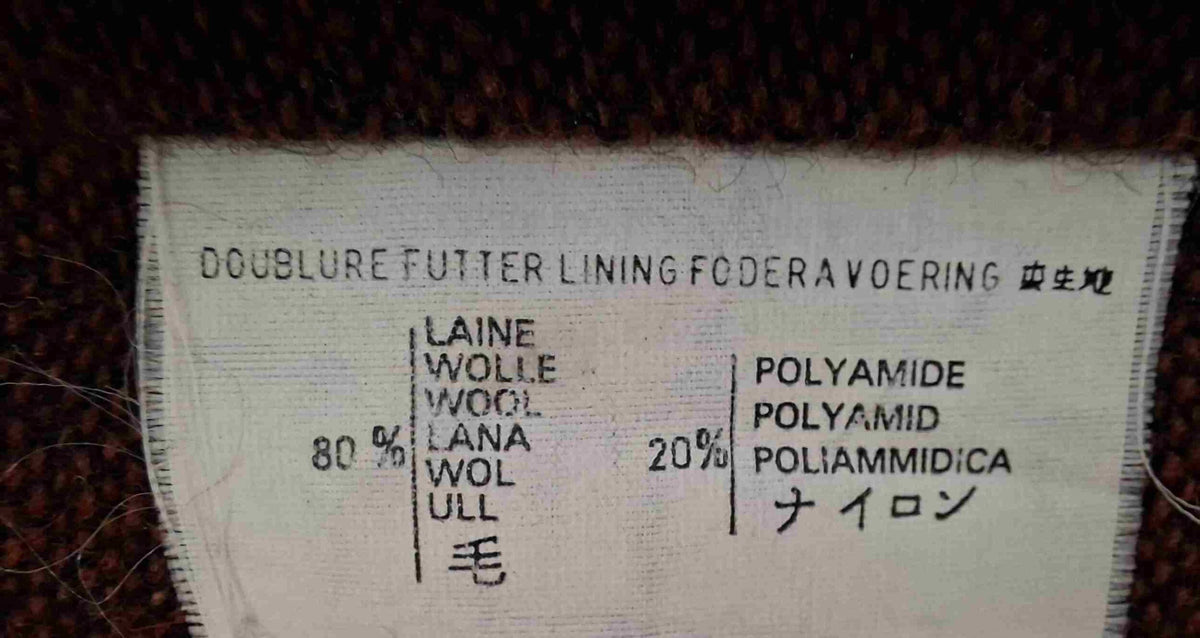 DOUBLURE FUTTER LINING FODERA VOERING
80 %
LAINE
WOLLE
WOOL
LANA
WOL
ULL
毛
20%
POLYAMIDE
POLYAMID
POLIAMMIDICA
ナイロン